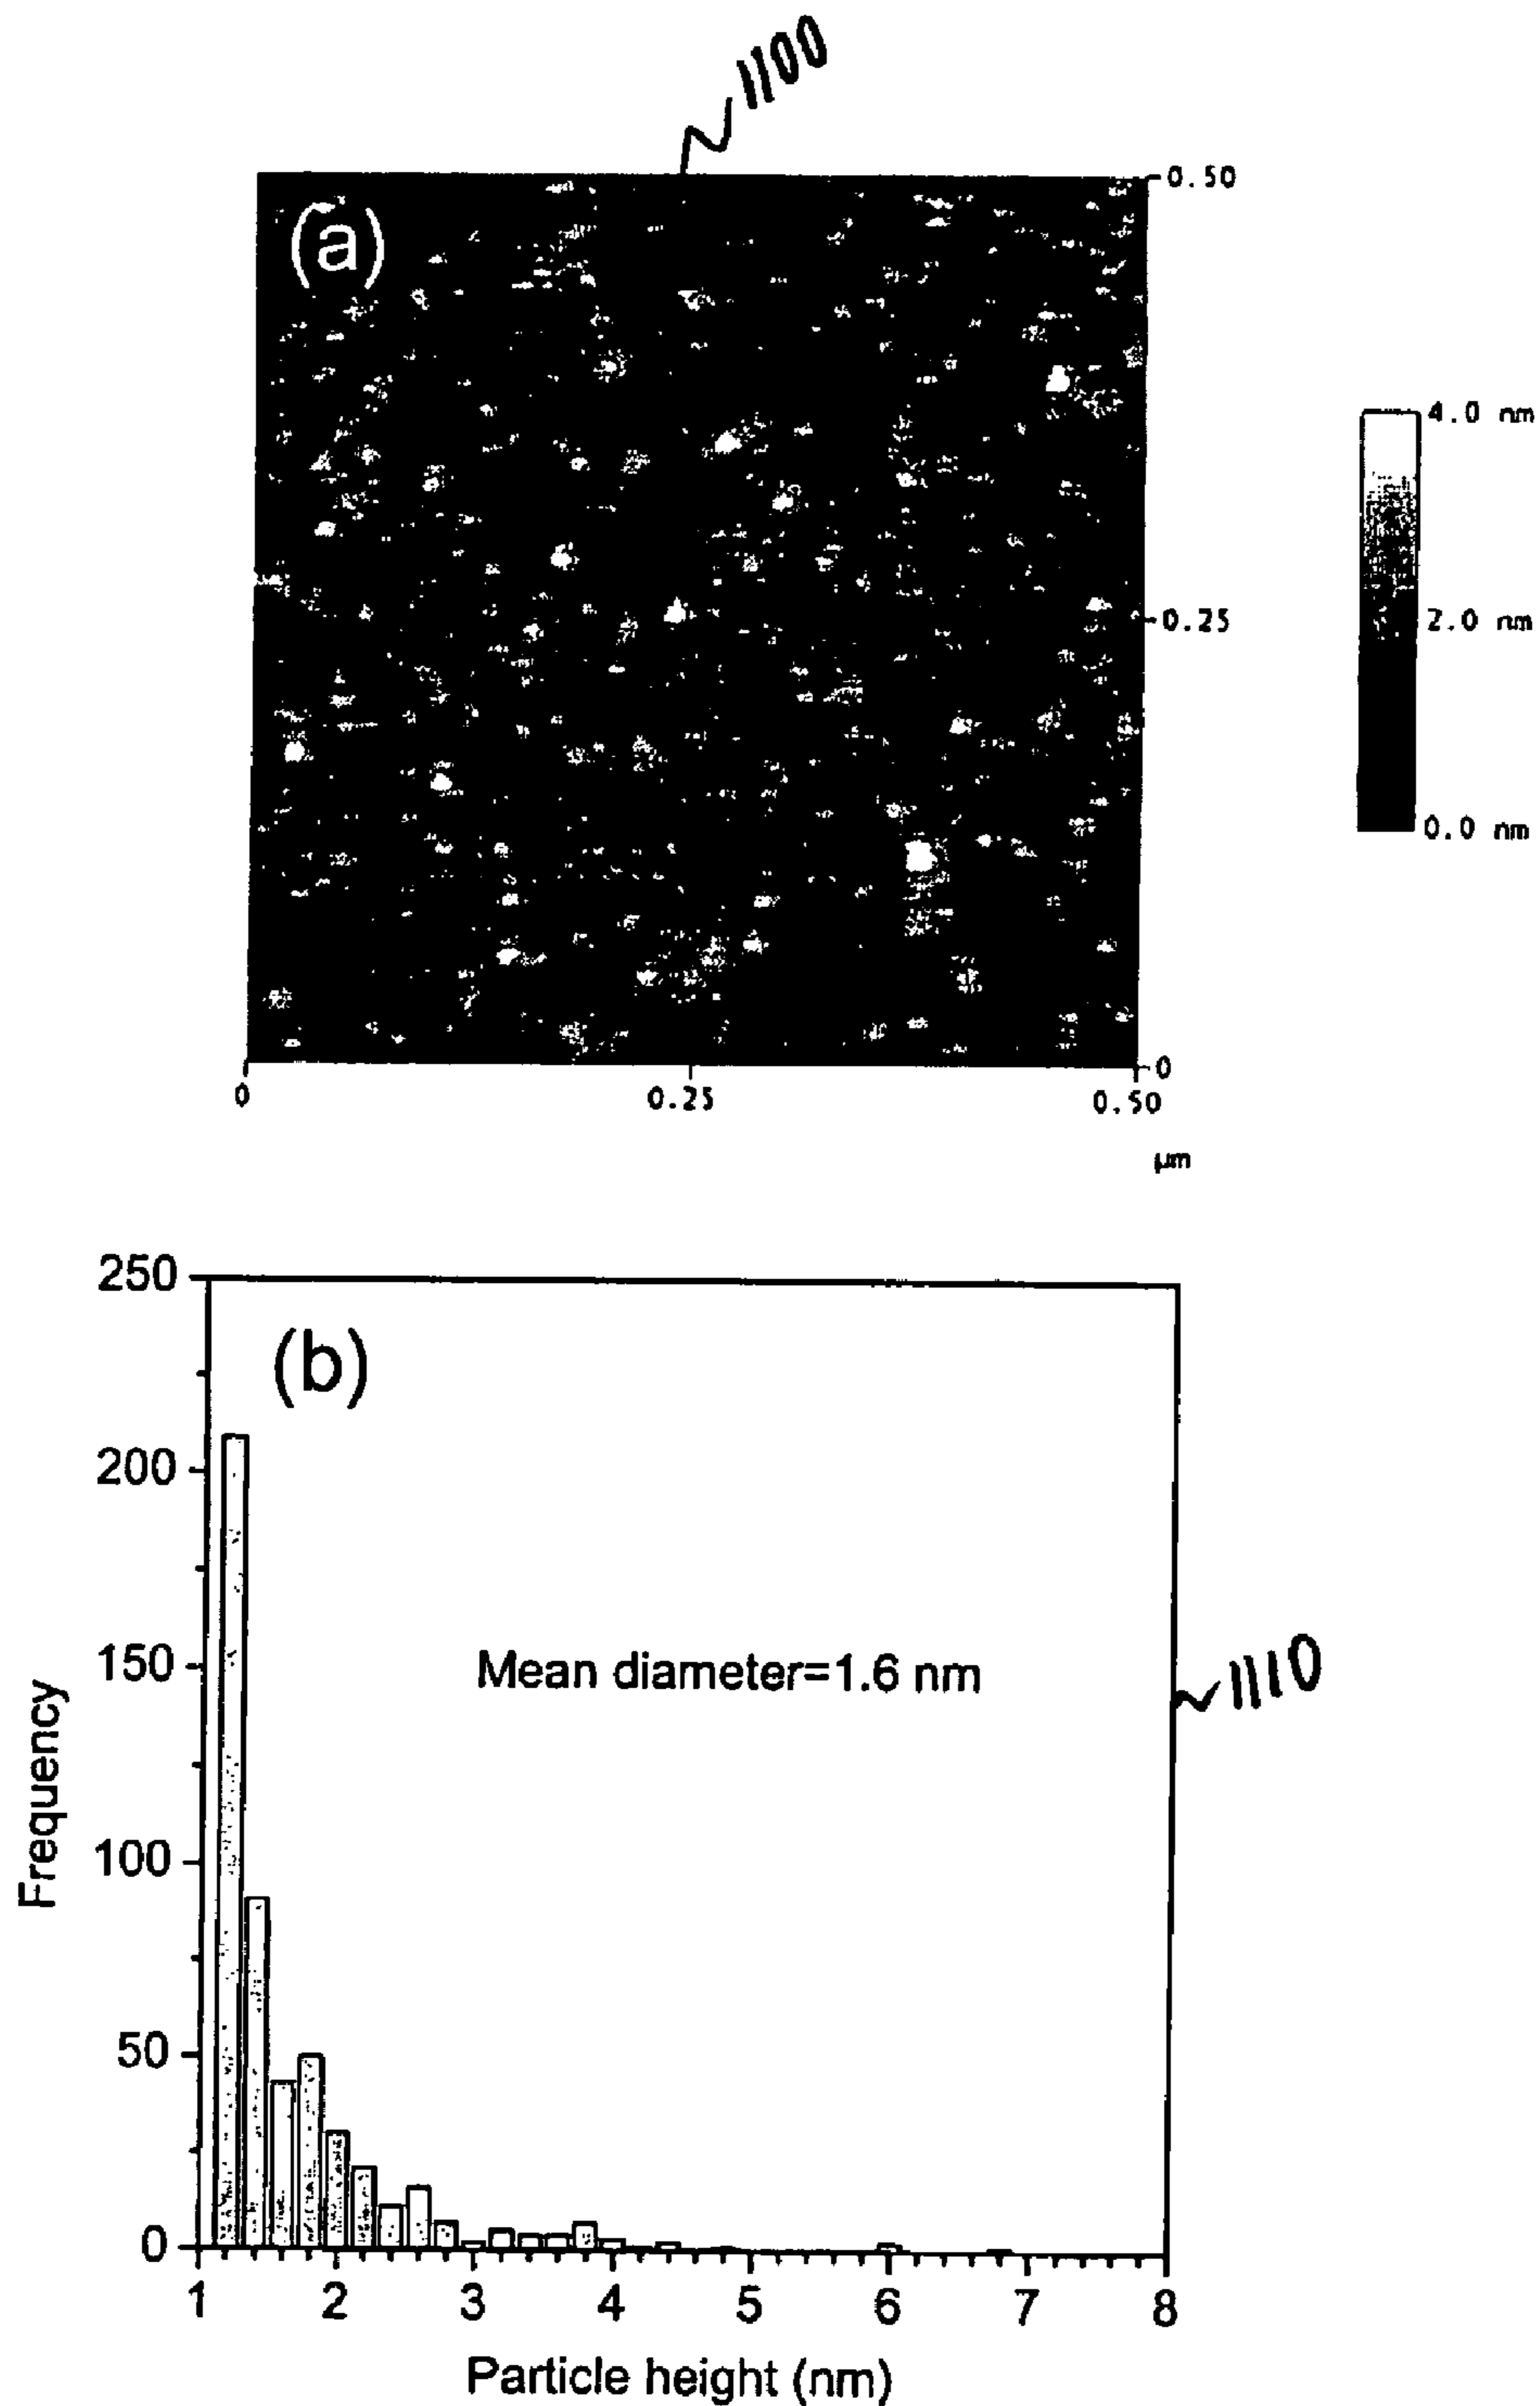 1100
(a)
0.50
0.25
0
0
0.25
0.50
μm
4.0 nm
2.0 nm
0.0 nm
(b)
250
200
150
100
50
0
Frequency
Mean diameter=1.6 nm
1110
1
2
3
4
5
6
7
8
Particle height (nm)